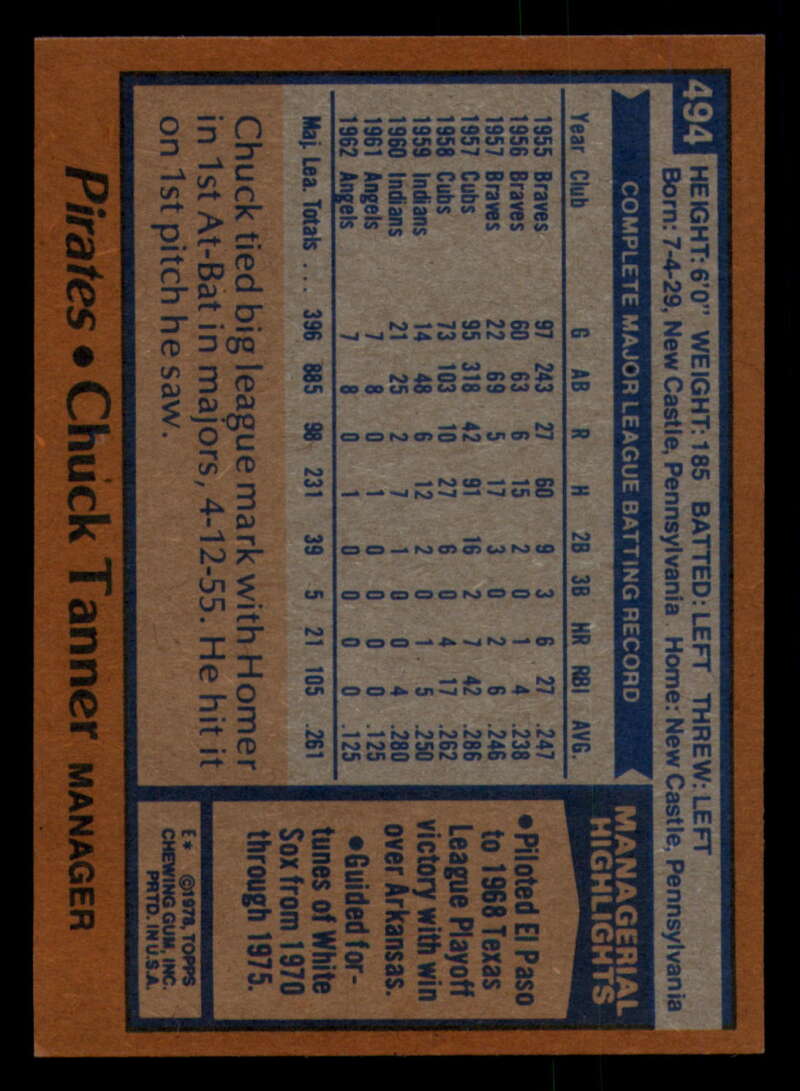 494
HEIGHT: 6'0" WEIGHT: 185 BATTED: LEFT THREW: LEFT
Born: 7-4-29, New Castle, Pennsylvania Home: New Castle, Pennsylvania
COMPLETE MAJOR LEAGUE BATTING RECORD
Year Club G AB R H 2B 3B HR RBI AVG.
1955 Braves 97 243 27 60 9 3 6 27 .247
1956 Braves 60 63 6 15 2 0 1 4 .238
1957 Braves 22 69 5 17 3 0 2 6 .246
1957 Cubs 95 318 42 91 16 2 7 42 .286
1958 Cubs 73 103 10 27 6 0 4 17 .262
1959 Indians 14 48 6 12 2 0 1 5 .250
1960 Indians 21 25 2 7 1 0 0 4 .280
1961 Angels 7 8 0 1 0 0 0 0 .125
1962 Angels 7 8 0 1 0 0 0 0 .125
Maj. Lea. Totals ... 396 885 98 231 39 5 21 105 .261
Chuck tied big league mark with Homer
in 1st At-Bat in majors, 4-12-55. He hit it
on 1st pitch he saw.
MANAGERIAL
HIGHLIGHTS
•Piloted El Paso
to 1968 Texas
League Playoff
victory with win
over Arkansas.
•Guided for-
tunes of White
Sox from 1970
through 1975.
E* ©1978, TOPPS
CHEWING GUM, INC.
PRTD. IN U.S.A.
Pirates • Chuck Tanner MANAGER